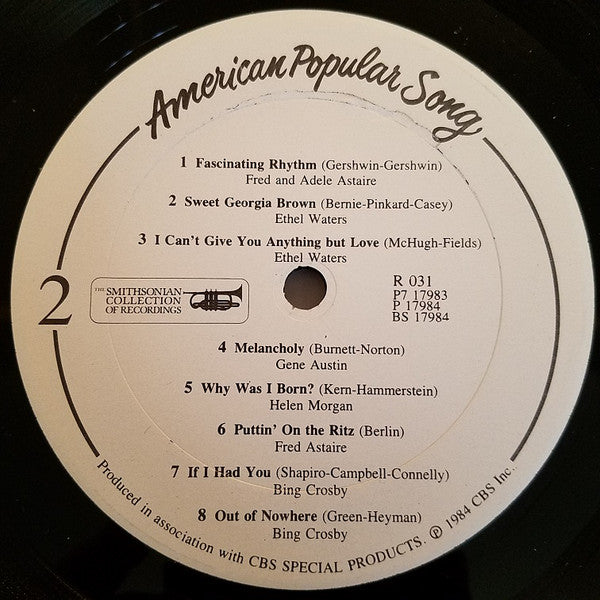 American Popular Song
1 Fascinating Rhythm (Gershwin-Gershwin)
Fred and Adele Astaire
2 Sweet Georgia Brown (Bernie-Pinkard-Casey)
Ethel Waters
3 I Can't Give You Anything but Love (McHugh-Fields)
Ethel Waters
2
THE SMITHSONIAN
COLLECTION
OF RECORDINGS
R 031
P7 17983
P 17984
BS 17984
4 Melancholy (Burnett-Norton)
Gene Austin
5 Why Was I Born? (Kern-Hammerstein)
Helen Morgan
6 Puttin' On the Ritz (Berlin)
Fred Astaire
7 If I Had You (Shapiro-Campbell-Connelly)
Bing Crosby
8 Out of Nowhere (Green-Heyman)
Bing Crosby
Produced in association with CBS SPECIAL PRODUCTS. ℗ 1984 CBS Inc.